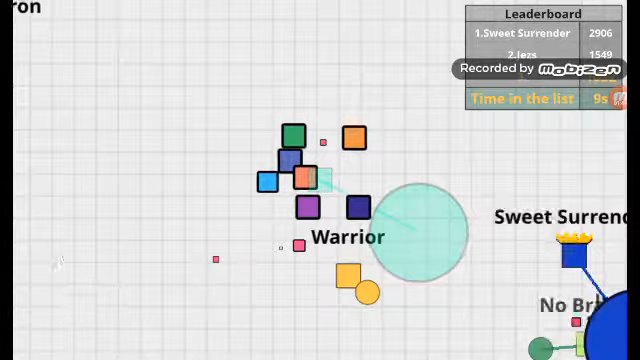 ron
Leaderboard
1.Sweet Surrender 2906
2.Jezs 1549
Recorded by mobizen
Time in the list 9s
Warrior
Sweet Surrend
No Br